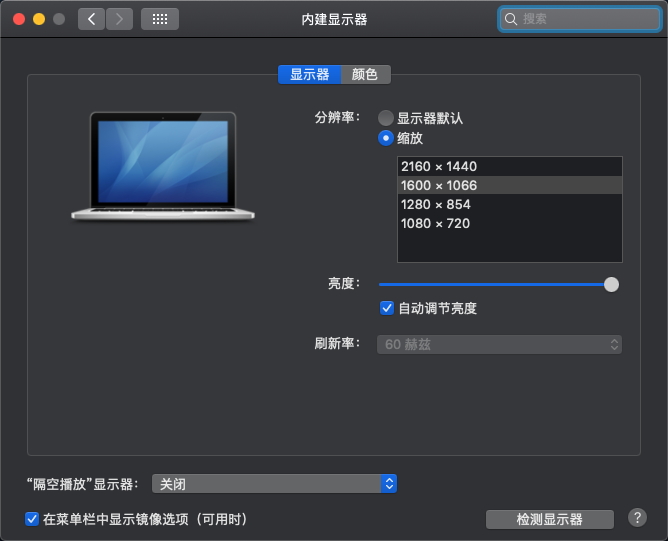 内建显示器
搜索
显示器 颜色
分辨率： 显示器默认
缩放
2160 × 1440
1600 × 1066
1280 × 854
1080 × 720
亮度：
自动调节亮度
刷新率： 60 赫兹
“隔空播放”显示器： 关闭
在菜单栏中显示镜像选项（可用时） 检测显示器 ?